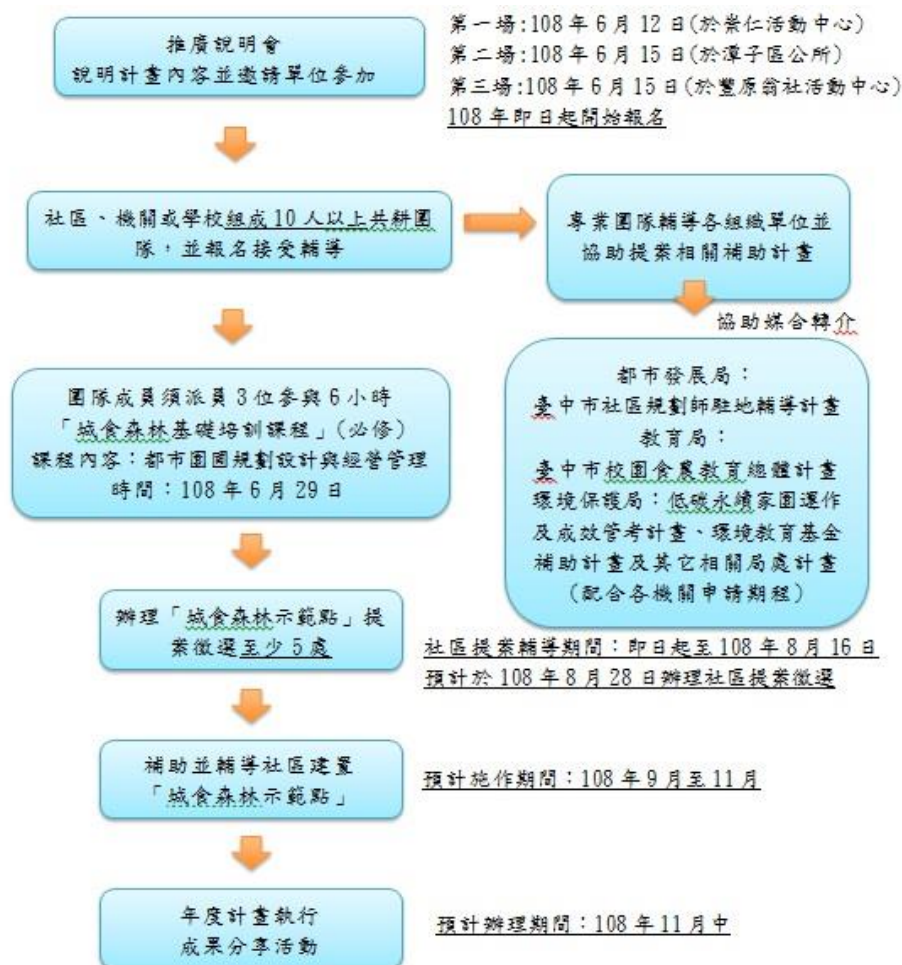 推廣說明會
說明計畫內容並邀請單位參加
第一場:108年6月12日(於崇仁活動中心)
第二場:108年6月15日(於潭子區公所)
第三場:108年6月15日(於豐原翁社活動中心)
108年即日起開始報名
社區、機關或學校組成10人以上共耕團
隊，並報名接受輔導
專業團隊輔導各組織單位並
協助提案相關補助計畫
協助媒合轉介
團隊成員須派員3位參與6小時
「城食森林基礎培訓課程」(必修)
課程內容：都市園圃規劃設計與經營管理
時間：108年6月29日
都市發展局：
臺中市社區規劃師駐地輔導計畫
教育局：
臺中市校園食農教育總體計畫
環境保護局：低碳永續家園運作
及成效管考計畫、環境教育基金
補助計畫及其它相關局處計畫
(配合各機關申請期程)
辦理「城食森林示範點」提
案徵選至少5處
社區提案輔導期間：即日起至108年8月16日
預計於108年8月28日辦理社區提案徵選
補助並輔導社區建置
「城食森林示範點」
預計施作期間：108年9月至11月
年度計畫執行
成果分享活動
預計辦理期間：108年11月中